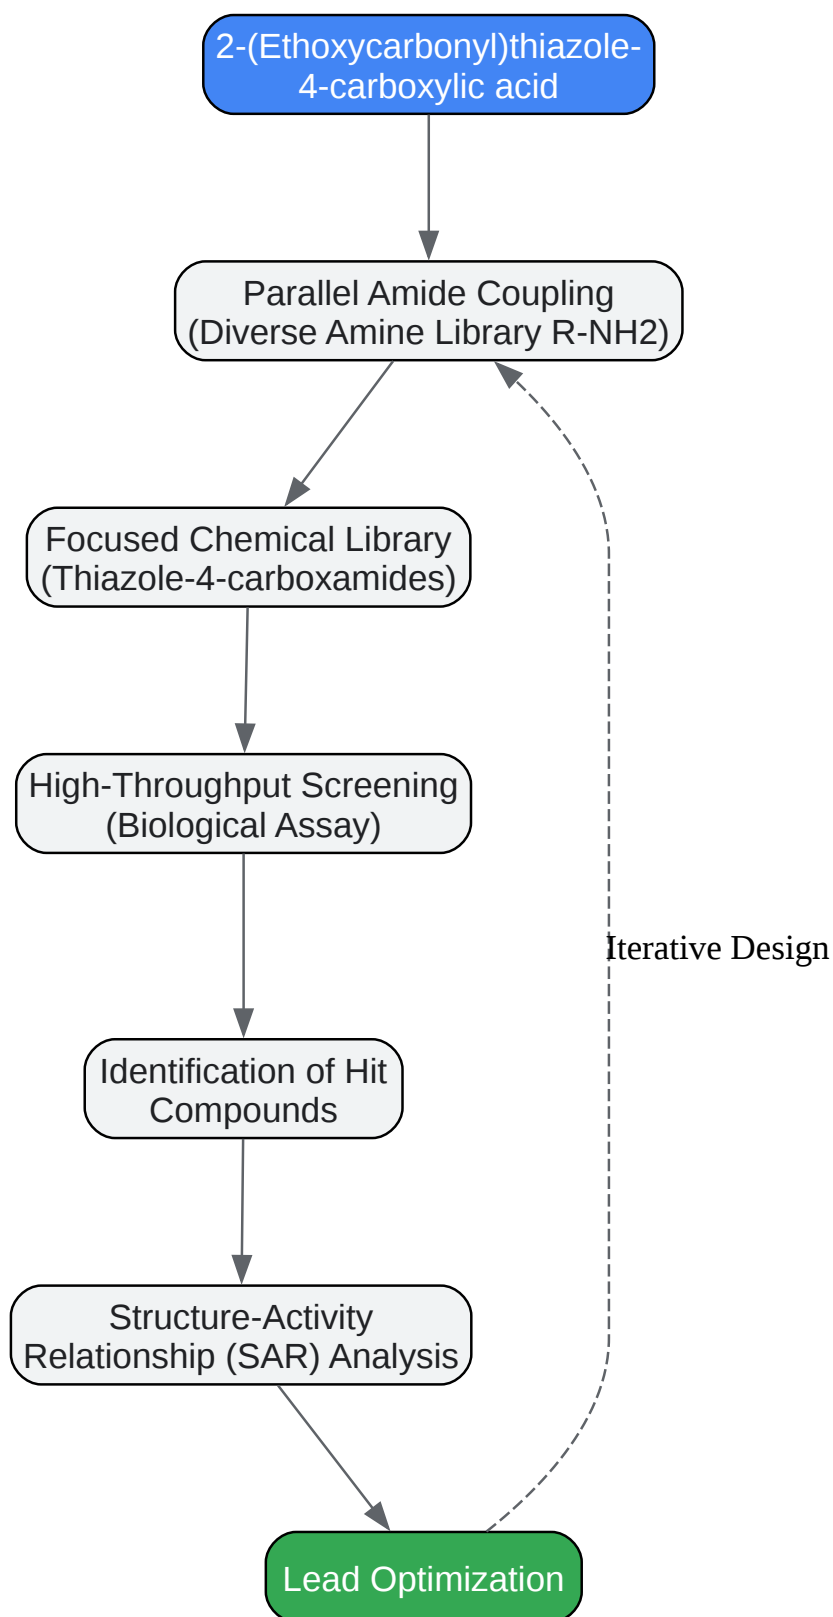 2-(Ethoxycarbonyl)thiazole-
4-carboxylic acid
Parallel Amide Coupling
(Diverse Amine Library R-NH2)
Focused Chemical Library
(Thiazole-4-carboxamides)
High-Throughput Screening
(Biological Assay)
Iterative Design
Identification of Hit
Compounds
Structure-Activity
Relationship (SAR) Analysis
Lead Optimization